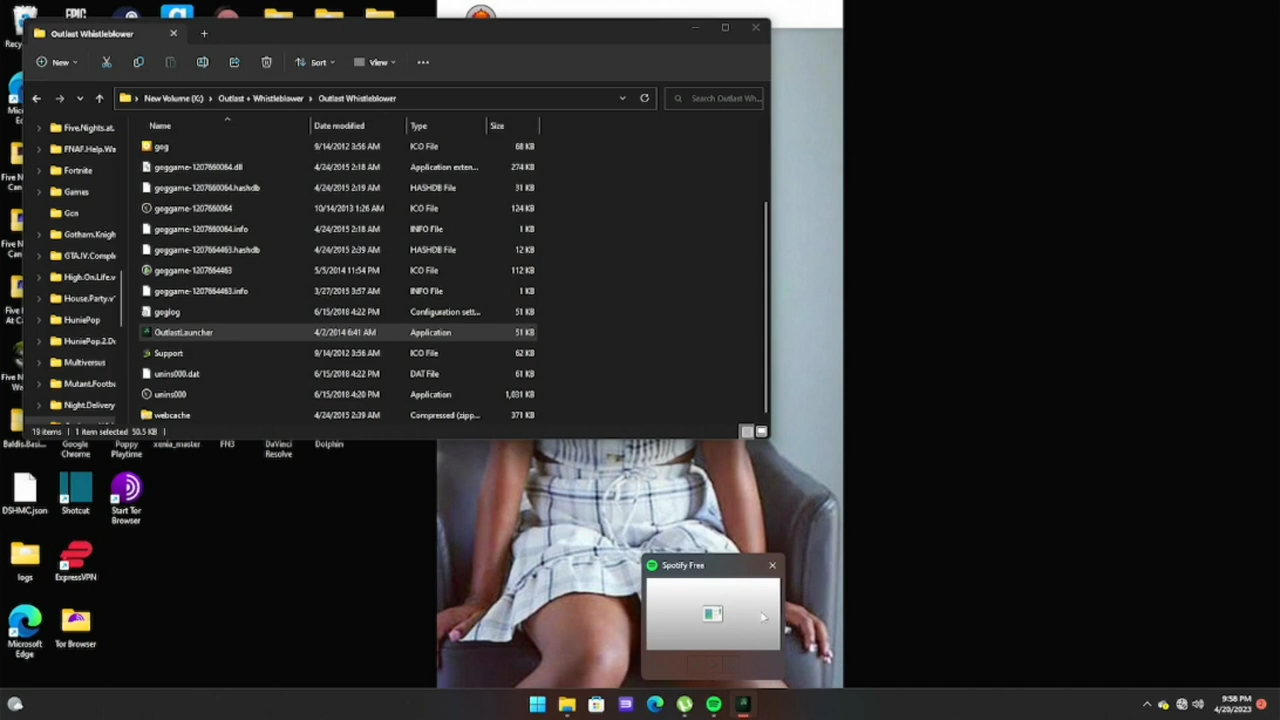 EPIC
Recyc
Outlast Whistleblower
New
Sort
View
New Volume (K:) > Outlast + Whistleblower > Outlast Whistleblower
Search Outlast Wh...
Name Date modified Type Size
gog 9/14/2012 3:56 AM ICO File 68 KB
goggame-1207660064.dll 4/24/2015 2:18 AM Application exten... 274 KB
goggame-1207660064.hashdb 4/24/2015 2:19 AM HASHDB File 31 KB
goggame-1207660064 10/14/2013 1:26 AM ICO File 124 KB
goggame-1207660064.info 4/24/2015 2:18 AM INFO File 1 KB
goggame-1207664463.hashdb 4/24/2015 2:39 AM HASHDB File 12 KB
goggame-1207664463 5/5/2014 11:54 PM ICO File 112 KB
goggame-1207664463.info 3/27/2015 3:57 AM INFO File 1 KB
goglog 6/15/2018 4:22 PM Configuration sett... 51 KB
OutlastLauncher 4/2/2014 6:41 AM Application 51 KB
Support 9/14/2012 3:56 AM ICO File 62 KB
unins000.dat 6/15/2018 4:22 PM DAT File 61 KB
unins000 6/15/2018 4:20 PM Application 1,031 KB
webcache 4/24/2015 2:39 AM Compressed (zipp... 371 KB
Five.Nights.at.
FNAF.Help.Wa
Fortnite
Games
Gcn
Gotham.Knigh
GTA.IV.Comple
High.On.Life.v
House.Party.v
HuniePop
HuniePop.2.Do
Multiversus
Mutant.Footba
Night.Delivery
19 items | 1 item selected 50.5 KB |
Baldis.Basi...
Google Chrome
Poppy Playtime
xenia_master
FN3
DaVinci Resolve
Dolphin
DSHMC.json
Shotcut
Start Tor Browser
logs
ExpressVPN
Microsoft Edge
Tor Browser
Spotify Free
9:58 PM
4/20/2023
2